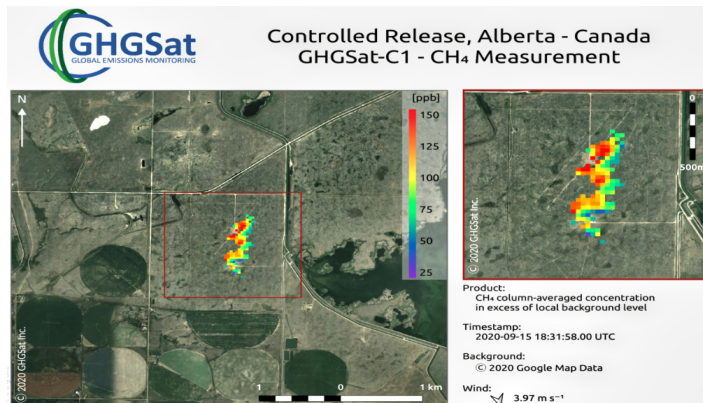 GHGSat
GLOBAL EMISSIONS MONITORING
Controlled Release, Alberta - Canada
GHGSat-C1 - CH₄ Measurement
N
[ppb]
150
125
100
75
50
25
© 2020 GHGSat Inc.
1 0 1 km
0
500m
© 2020 GHGSat Inc.
Product:
CH₄ column-averaged concentration
in excess of local background level
Timestamp:
2020-09-15 18:31:58.00 UTC
Background:
© 2020 Google Map Data
Wind:
3.97 m s⁻¹